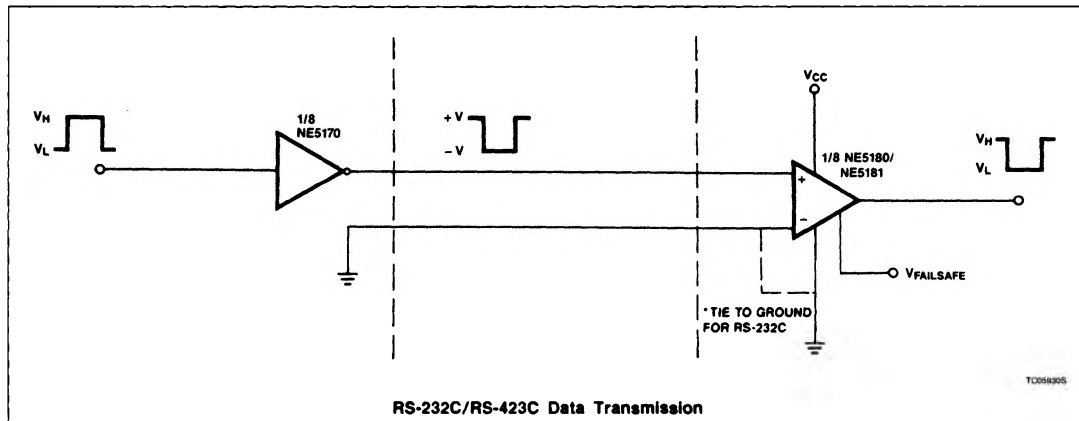 VH
VL
1/8
NE5170
+ V
– V
VCC
1/8 NE5180/
NE5181
+
–
VH
VL
VFAILSAFE
* TIE TO GROUND
FOR RS-232C
TC05930S
RS-232C/RS-423C Data Transmission